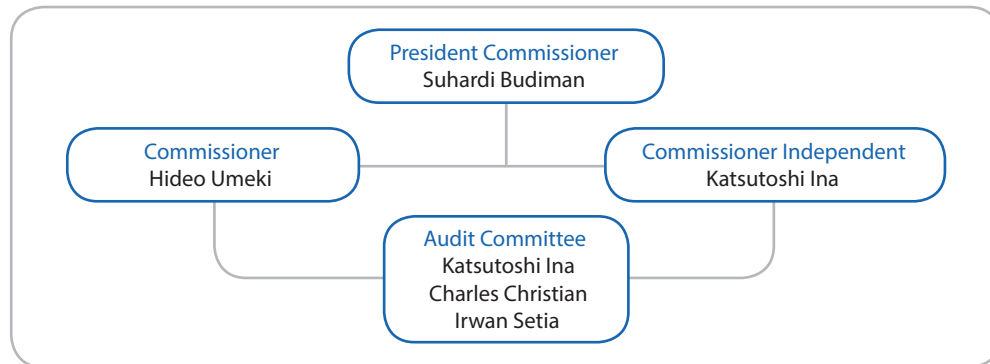 President Commissioner
Suhardi Budiman
Commissioner
Hideo Umeki
Commissioner Independent
Katsutoshi Ina
Audit Committee
Katsutoshi Ina
Charles Christian
Irwan Setia